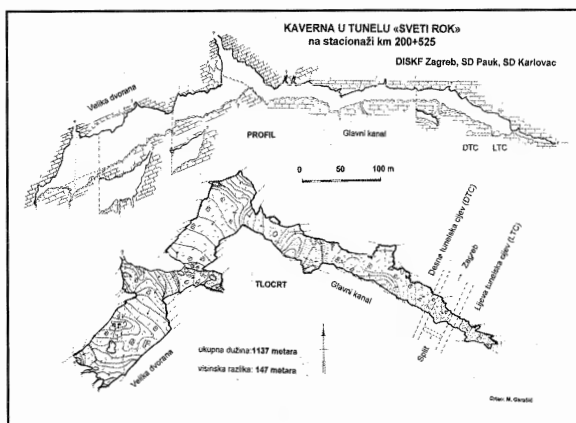 KAVERNA U TUNELU «SVETI ROK»
na stacionaži km 200+525
DISKF Zagreb, SD Pauk, SD Karlovac
Velika dvorana
PROFIL
Glavni kanal
DTC
LTC
0 50 100 m
TLOCRT
Glavni kanal
Desna tunelska cijev (DTC)
Zagreb
Lijeva tunelska cijev (LTC)
Split
Velika dvorana
ukupna dužina: 1137 metara
visinska razlika: 147 metara
Crtao: M. Garašić